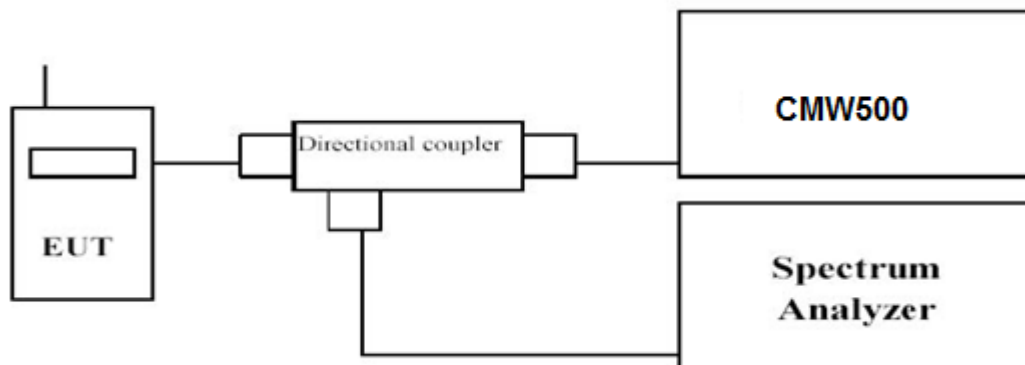 EUT
Directional coupler
CMW500
Spectrum
Analyzer